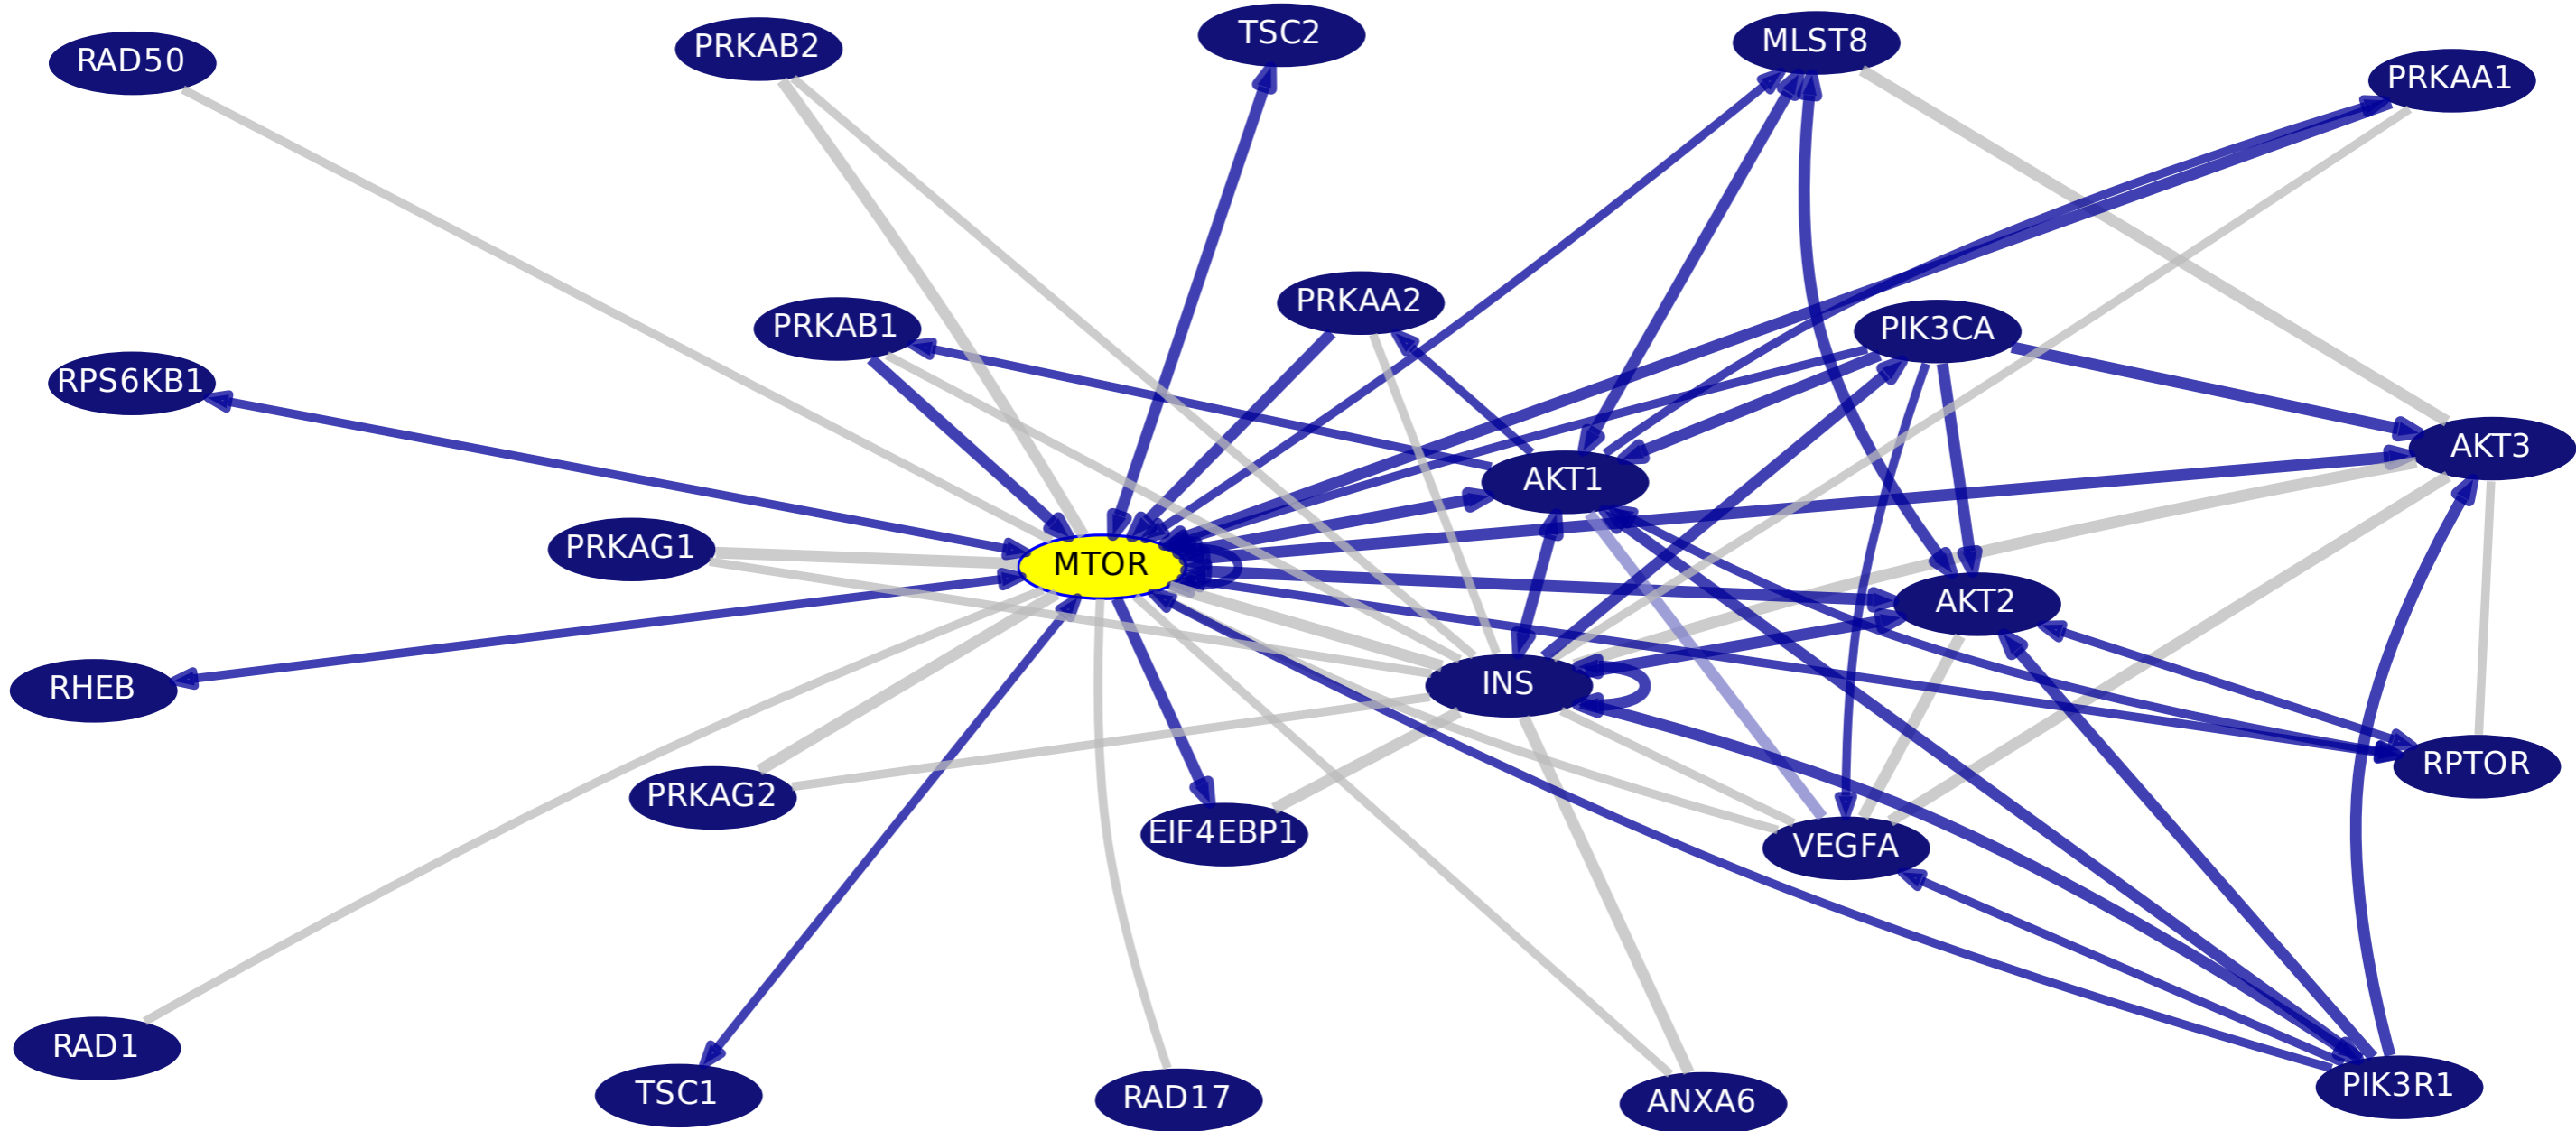 RAD50
PRKAB2
TSC2
MLST8
PRKAA1
PRKAB1
PRKAA2
PIK3CA
RPS6KB1
AKT3
AKT1
PRKAG1
MTOR
AKT2
RHEB
INS
PRKAG2
EIF4EBP1
VEGFA
RPTOR
RAD1
TSC1
RAD17
ANXA6
PIK3R1